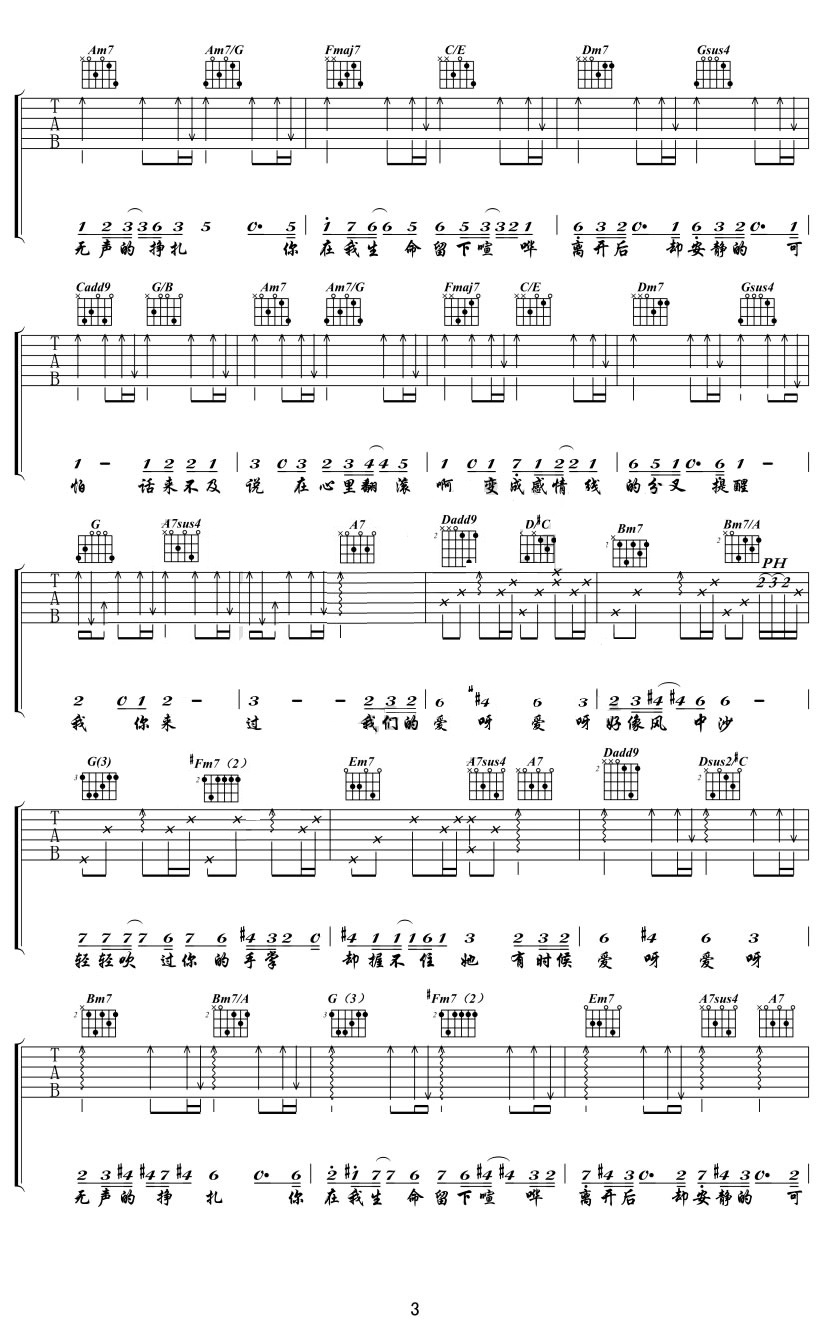 Am7 Am7/G Fmaj7 C/E Dm7 Gsus4
T
A
B
1 2 3 3 6 3 5 0· 5 1 7 6 6 5 6 5 3 3 2 1 6 3 2 0· 1 6 3 2 0· 1
无声的挣扎 你在我生命留下喧哗 离开后 却安静的 可
Cadd9 G/B Am7 Am7/G Fmaj7 C/E Dm7 Gsus4
T
A
B
1 – 1 2 2 1 3 0 3 2 3 4 4 5 1 0 1 7 1 2 2 1 6 5 1 0· 6 1 –
怕 话来不及 说 在心里翻滚 啊 变成感情线 的分叉 提醒
G A7sus4 A7 Dadd9 D/#C Bm7 Bm7/A
2 2 2
PH
2 3 2
T
A
B
2 0 1 2 – 3 – – 2 3 2 6 #4 6 3 2 3 #4 #4 6 6 –
我 你来 过 我们的 爱呀 爱呀 好像风 中沙
G(3) #Fm7(2) Em7 A7sus4 A7 Dadd9 Dsus2/#C
3 2 2 2
T
A
B
7 7 7 7 6 7 6 #4 3 2 0 #4 1 1 1 6 1 3 2 3 2 6 #4 6 3
轻轻吹 过你的手掌 却握不住她 有时候 爱呀 爱呀
Bm7 Bm7/A G(3) #Fm7(2) Em7 A7sus4 A7
2 2 3 2
T
A
B
2 3 #4 #4 7 #4 6 0· 6 2 #1 7 7 6 7 6 #4 #4 3 2 7 #4 3 0· 2 7 #4 3 0· 2
无声的挣扎 你在我生命留下喧哗 离开后 却安静的 可
3